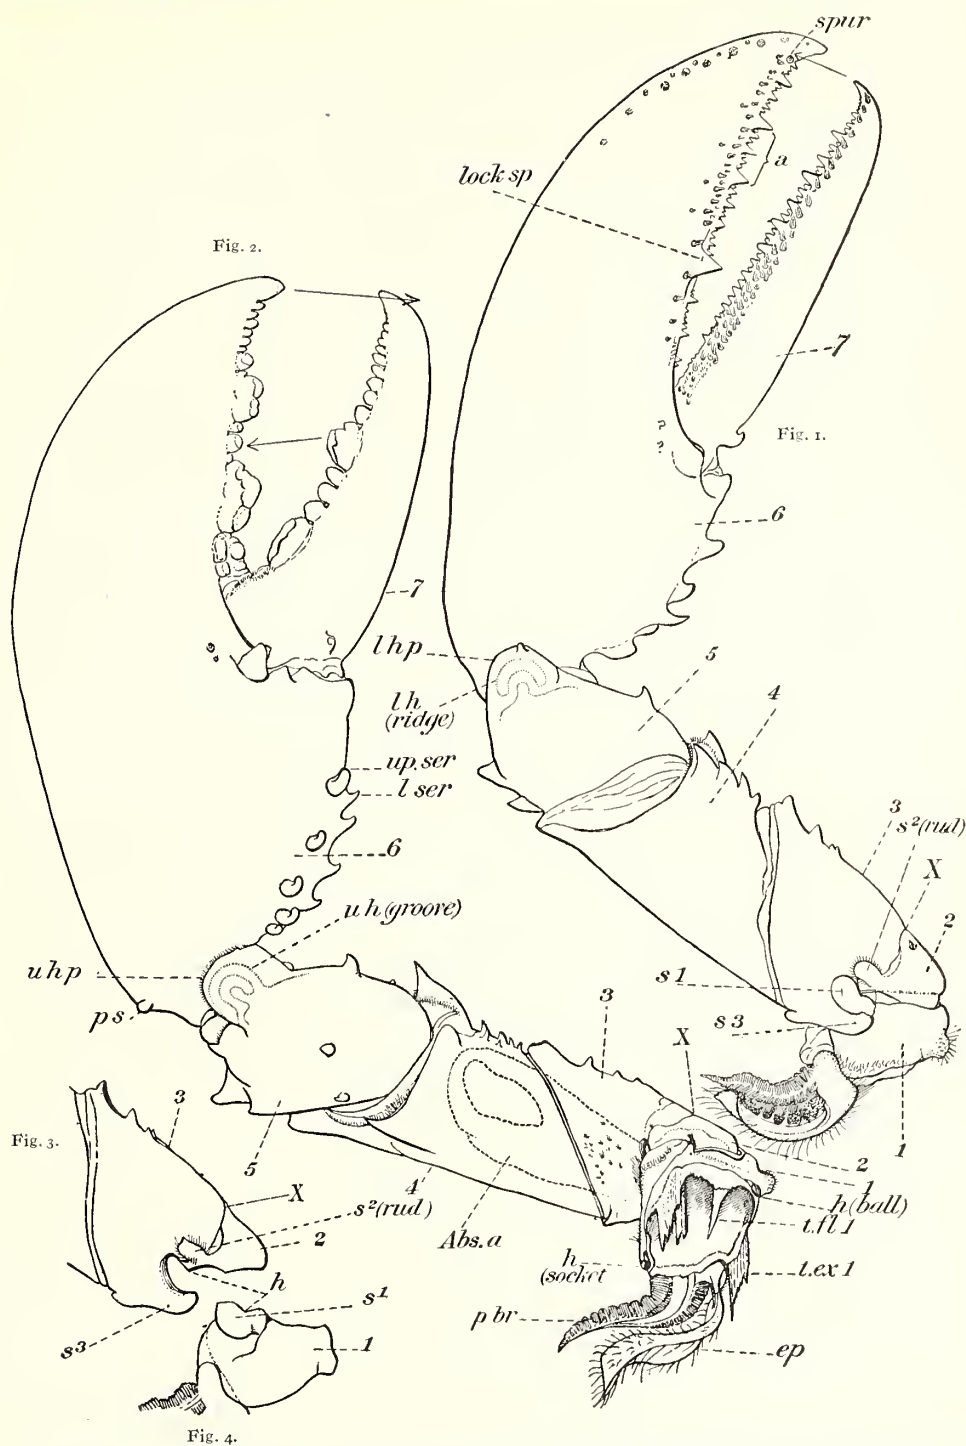 spur
a
lock sp
Fig. 2.
7
Fig. 1.
?
?
6
7
l h p
l h
(ridge)
5
4
up. ser
l ser
6
3
s² (rud)
X
2
u h (groore)
u h p
s 1
p s
s 3
3
X
1
Fig. 3.
3
5
X
4
s² (rud)
2
Abs. a
2
1
h (ball)
t. fl 1
h
(socket
t. ex 1
h
s¹
p br
s3
1
ep
Fig. 4.